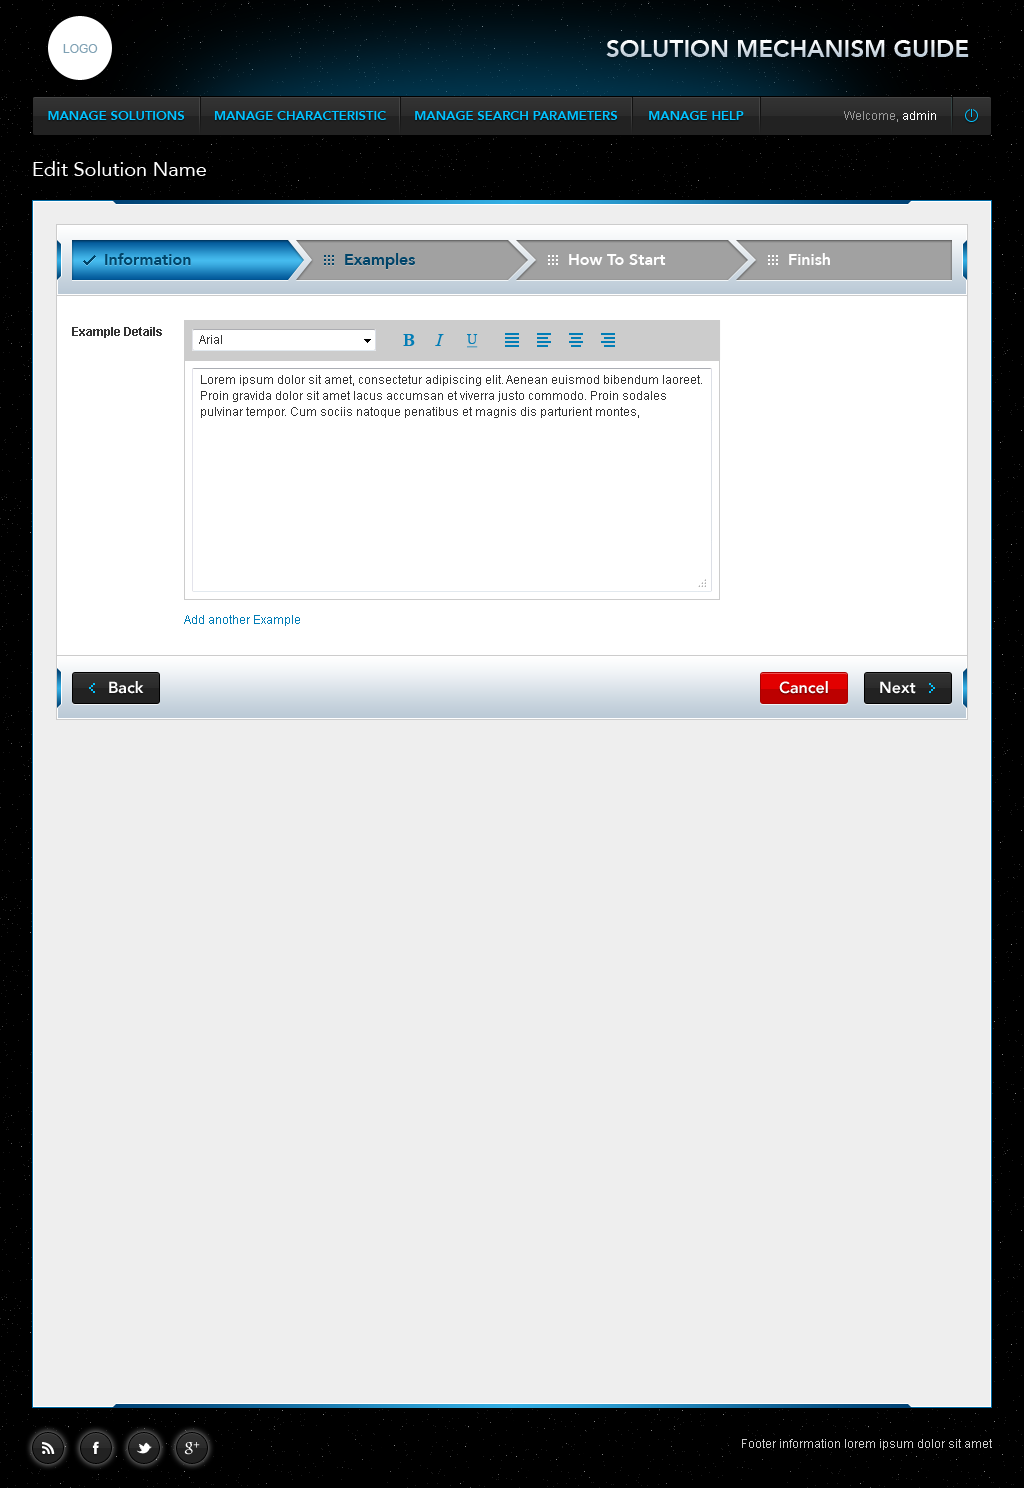 LOGO
SOLUTION MECHANISM GUIDE
MANAGE SOLUTIONS
MANAGE CHARACTERISTIC
MANAGE SEARCH PARAMETERS
MANAGE HELP
Welcome, admin
Edit Solution Name
Information
Examples
How To Start
Finish
Example Details
Arial
B
I
U
Lorem ipsum dolor sit amet, consectetur adipiscing elit. Aenean euismod bibendum laoreet.
Proin gravida dolor sit amet lacus accumsan et viverra justo commodo. Proin sodales
pulvinar tempor. Cum sociis natoque penatibus et magnis dis parturient montes,
Add another Example
Back
Cancel
Next
f
g+
Footer information lorem ipsum dolor sit amet